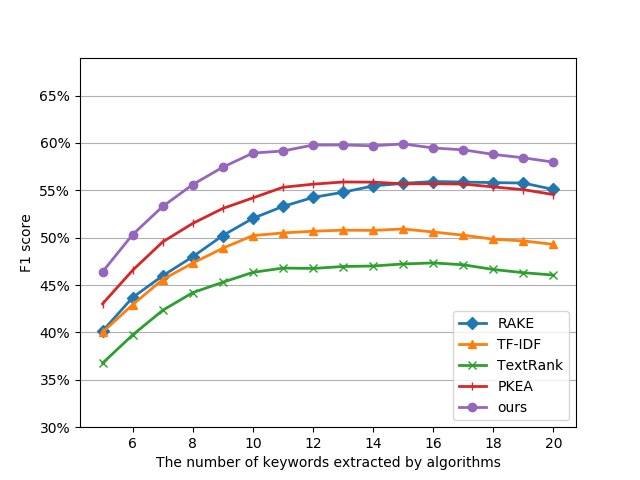 65%
60%
55%
50%
45%
40%
35%
30%
F1 score
6 8 10 12 14 16 18 20
The number of keywords extracted by algorithms
RAKE
TF-IDF
TextRank
PKEA
ours